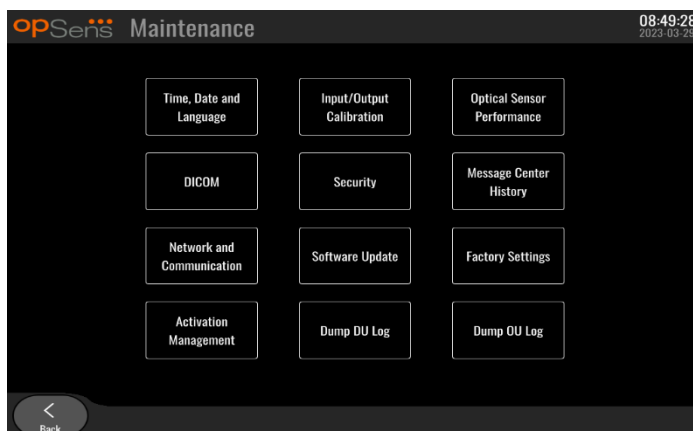 opSens Maintenance
08:49:28
2023-03-29
Time, Date and
Language
Input/Output
Calibration
Optical Sensor
Performance
DICOM
Security
Message Center
History
Network and
Communication
Software Update
Factory Settings
Activation
Management
Dump DU Log
Dump OU Log
Back